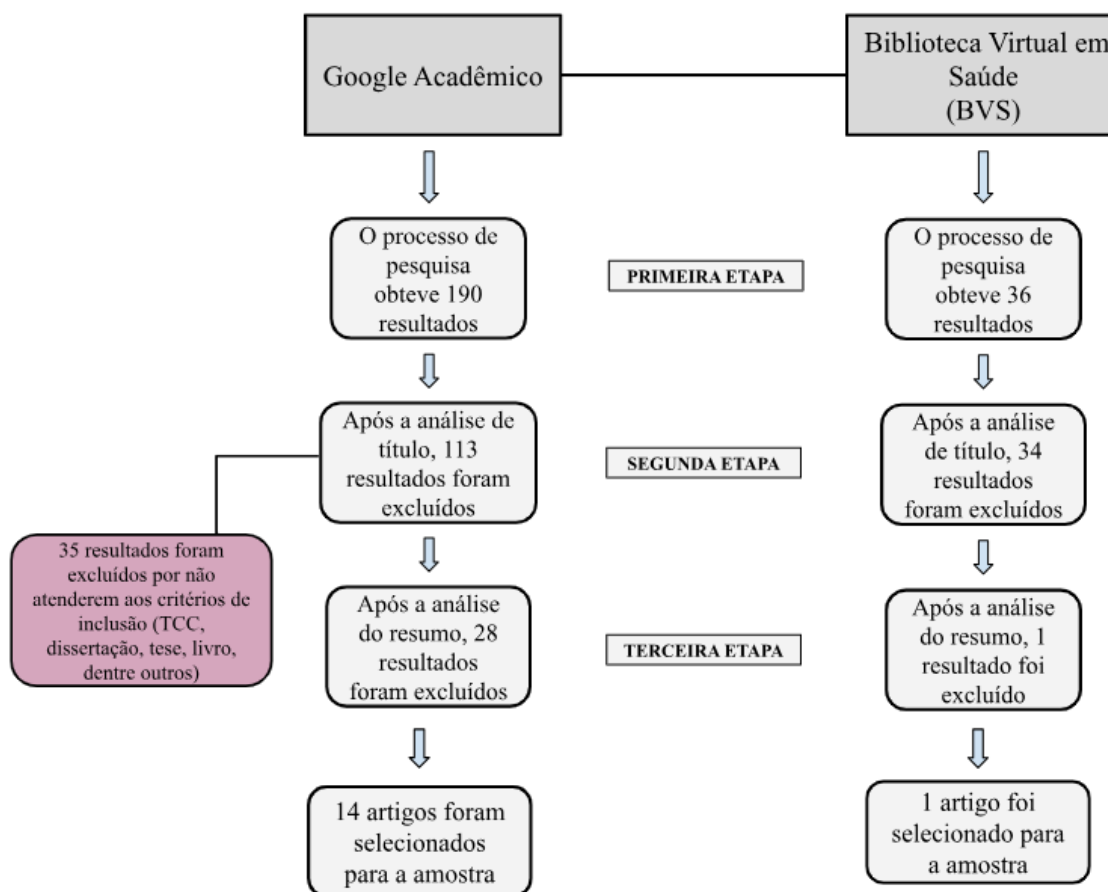 Google Acadêmico
Biblioteca Virtual em
Saúde
(BVS)
O processo de
pesquisa
obteve 190
resultados
PRIMEIRA ETAPA
O processo de
pesquisa
obteve 36
resultados
Após a análise de
título, 113
resultados foram
excluídos
SEGUNDA ETAPA
Após a análise
de título, 34
resultados
foram excluídos
35 resultados foram
excluídos por não
atenderem aos critérios de
inclusão (TCC,
dissertação, tese, livro,
dentre outros)
Após a análise
do resumo, 28
resultados
foram excluídos
TERCEIRA ETAPA
Após a análise
do resumo, 1
resultado foi
excluído
14 artigos foram
selecionados
para a amostra
1 artigo foi
selecionado para
a amostra